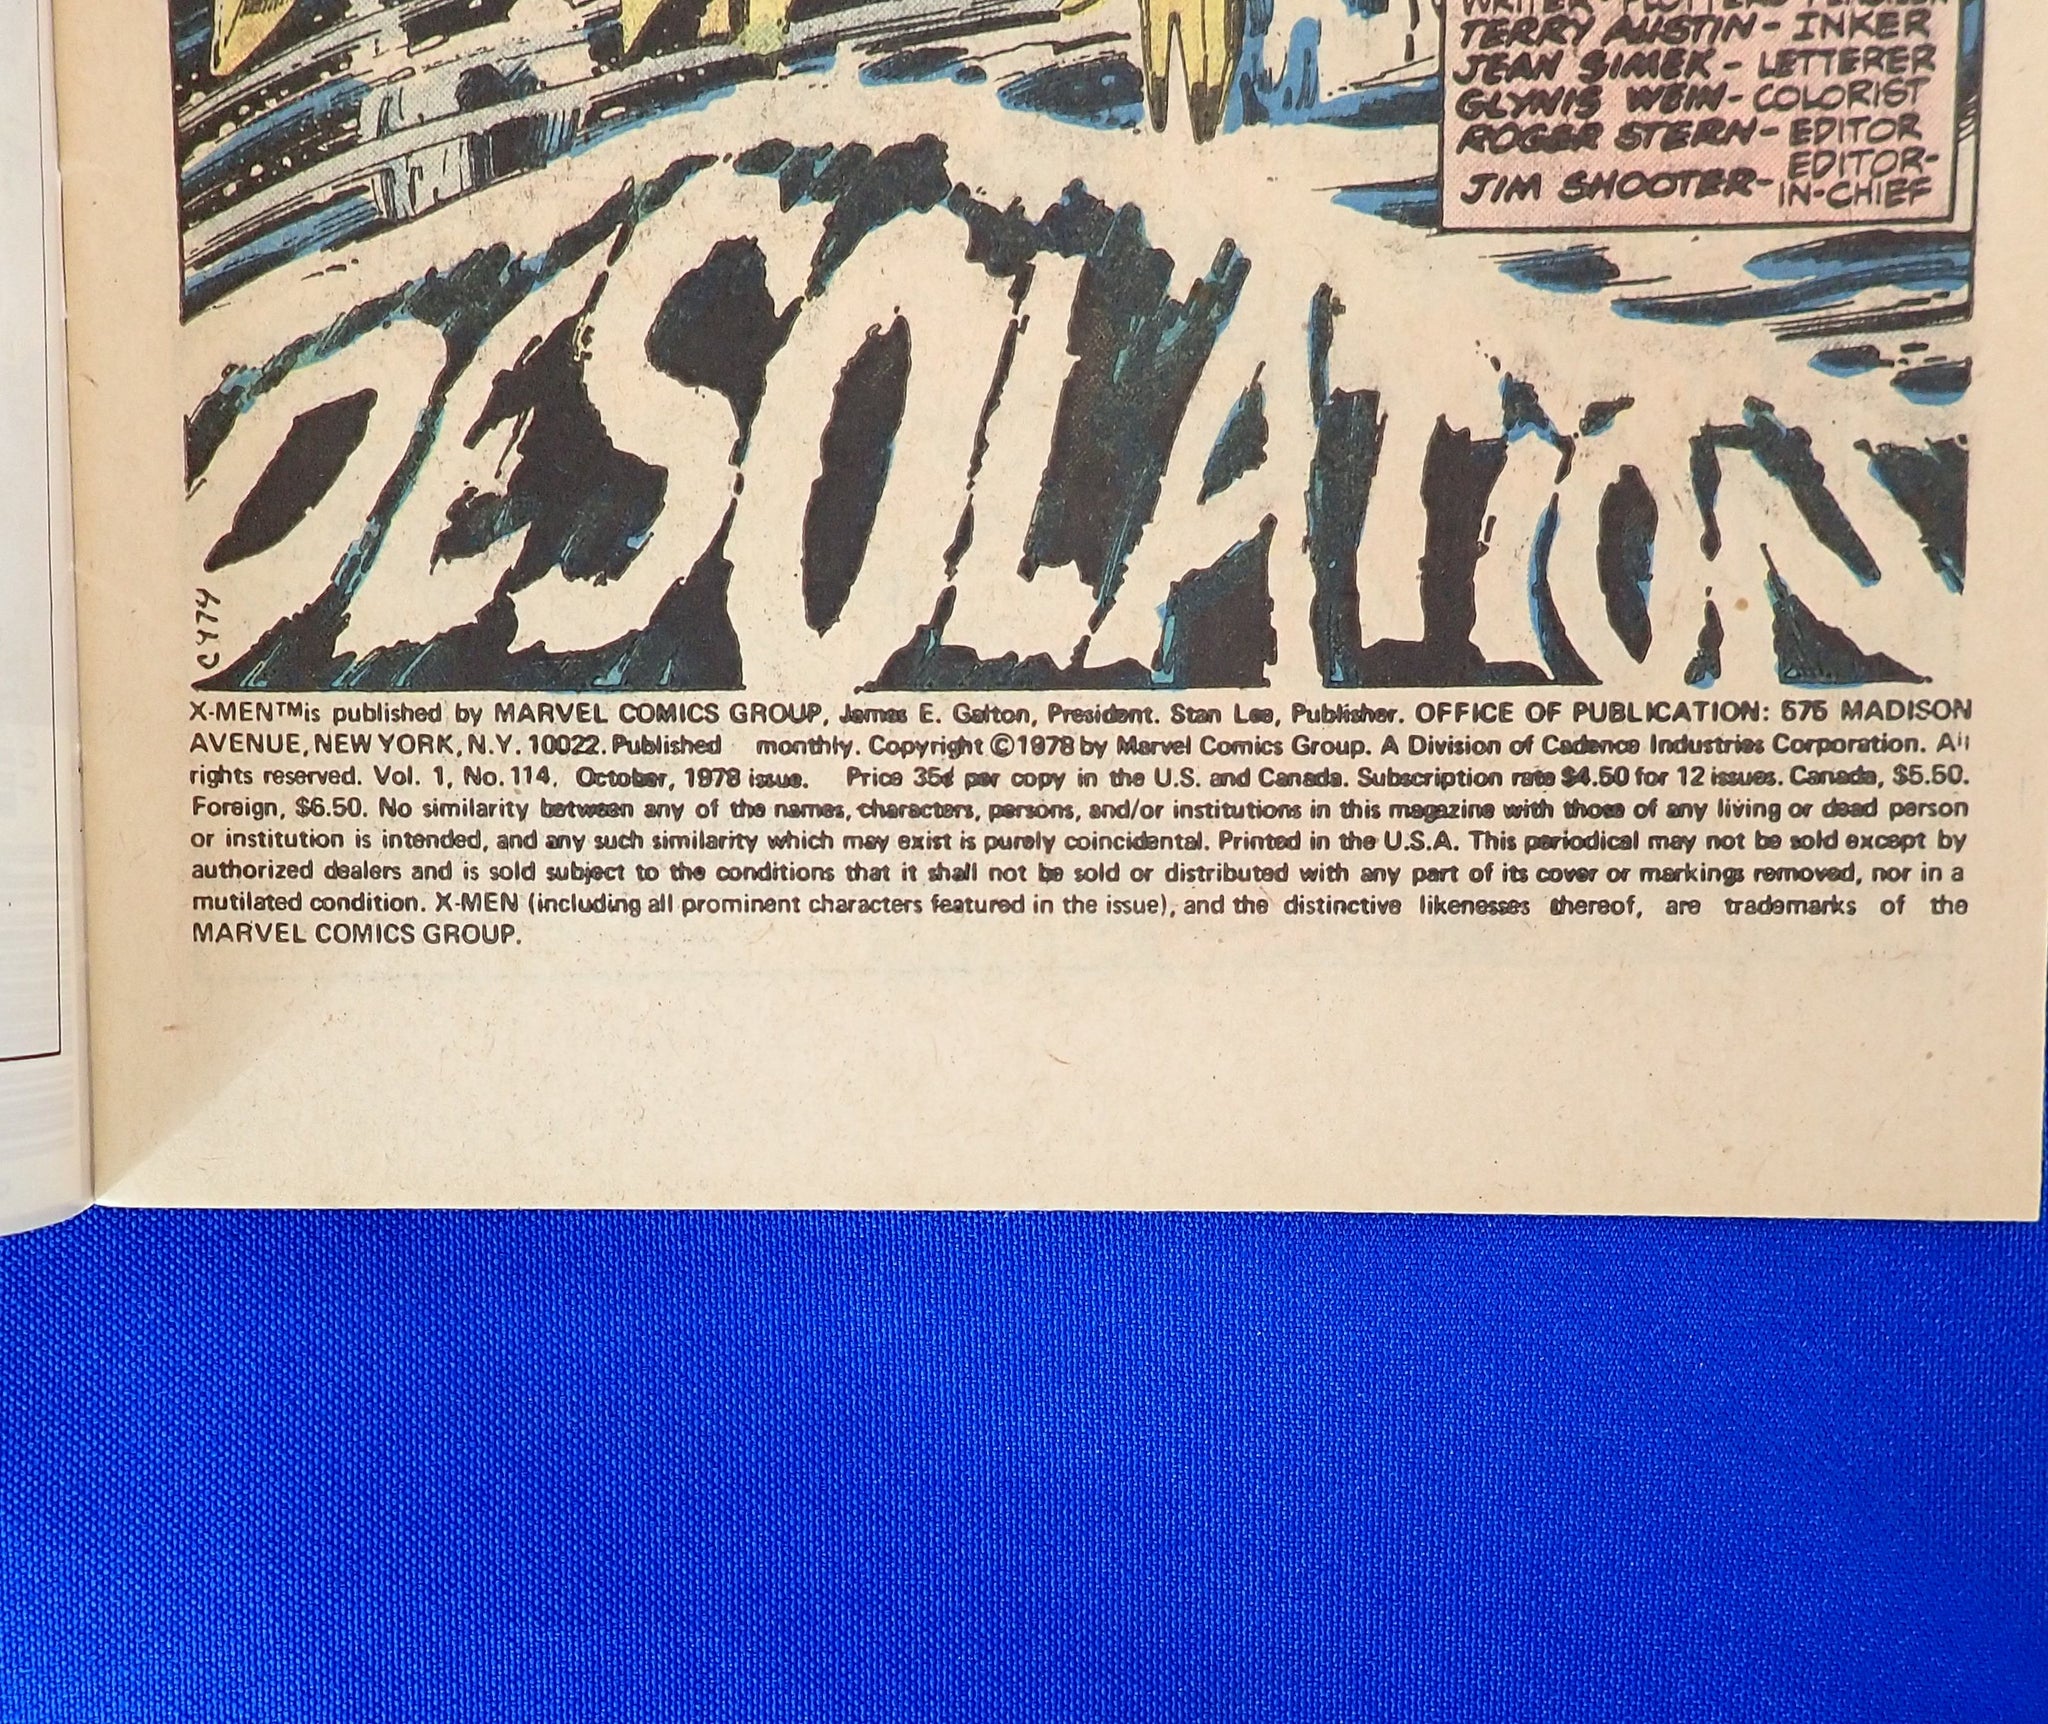 WRITER - PLOTTERS - PENCILER
TERRY AUSTIN - INKER
JEAN SIMEK - LETTERER
GLYNIS WEIN - COLORIST
ROGER STERN - EDITOR
JIM SHOOTER - EDITOR-IN-CHIEF
DESOLATION
C474
X-MEN™is published by MARVEL COMICS GROUP, James E. Galton, President. Stan Lee, Publisher. OFFICE OF PUBLICATION: 575 MADISON
AVENUE, NEW YORK, N.Y. 10022. Published monthly. Copyright ©1978 by Marvel Comics Group. A Division of Cadence Industries Corporation. All
rights reserved. Vol. 1, No. 114, October, 1978 issue. Price 35¢ per copy in the U.S. and Canada. Subscription rate $4.50 for 12 issues. Canada, $5.50.
Foreign, $6.50. No similarity between any of the names, characters, persons, and/or institutions in this magazine with those of any living or dead person
or institution is intended, and any such similarity which may exist is purely coincidental. Printed in the U.S.A. This periodical may not be sold except by
authorized dealers and is sold subject to the conditions that it shall not be sold or distributed with any part of its cover or markings removed, nor in a
mutilated condition. X-MEN (including all prominent characters featured in the issue), and the distinctive likenesses thereof, are trademarks of the
MARVEL COMICS GROUP.